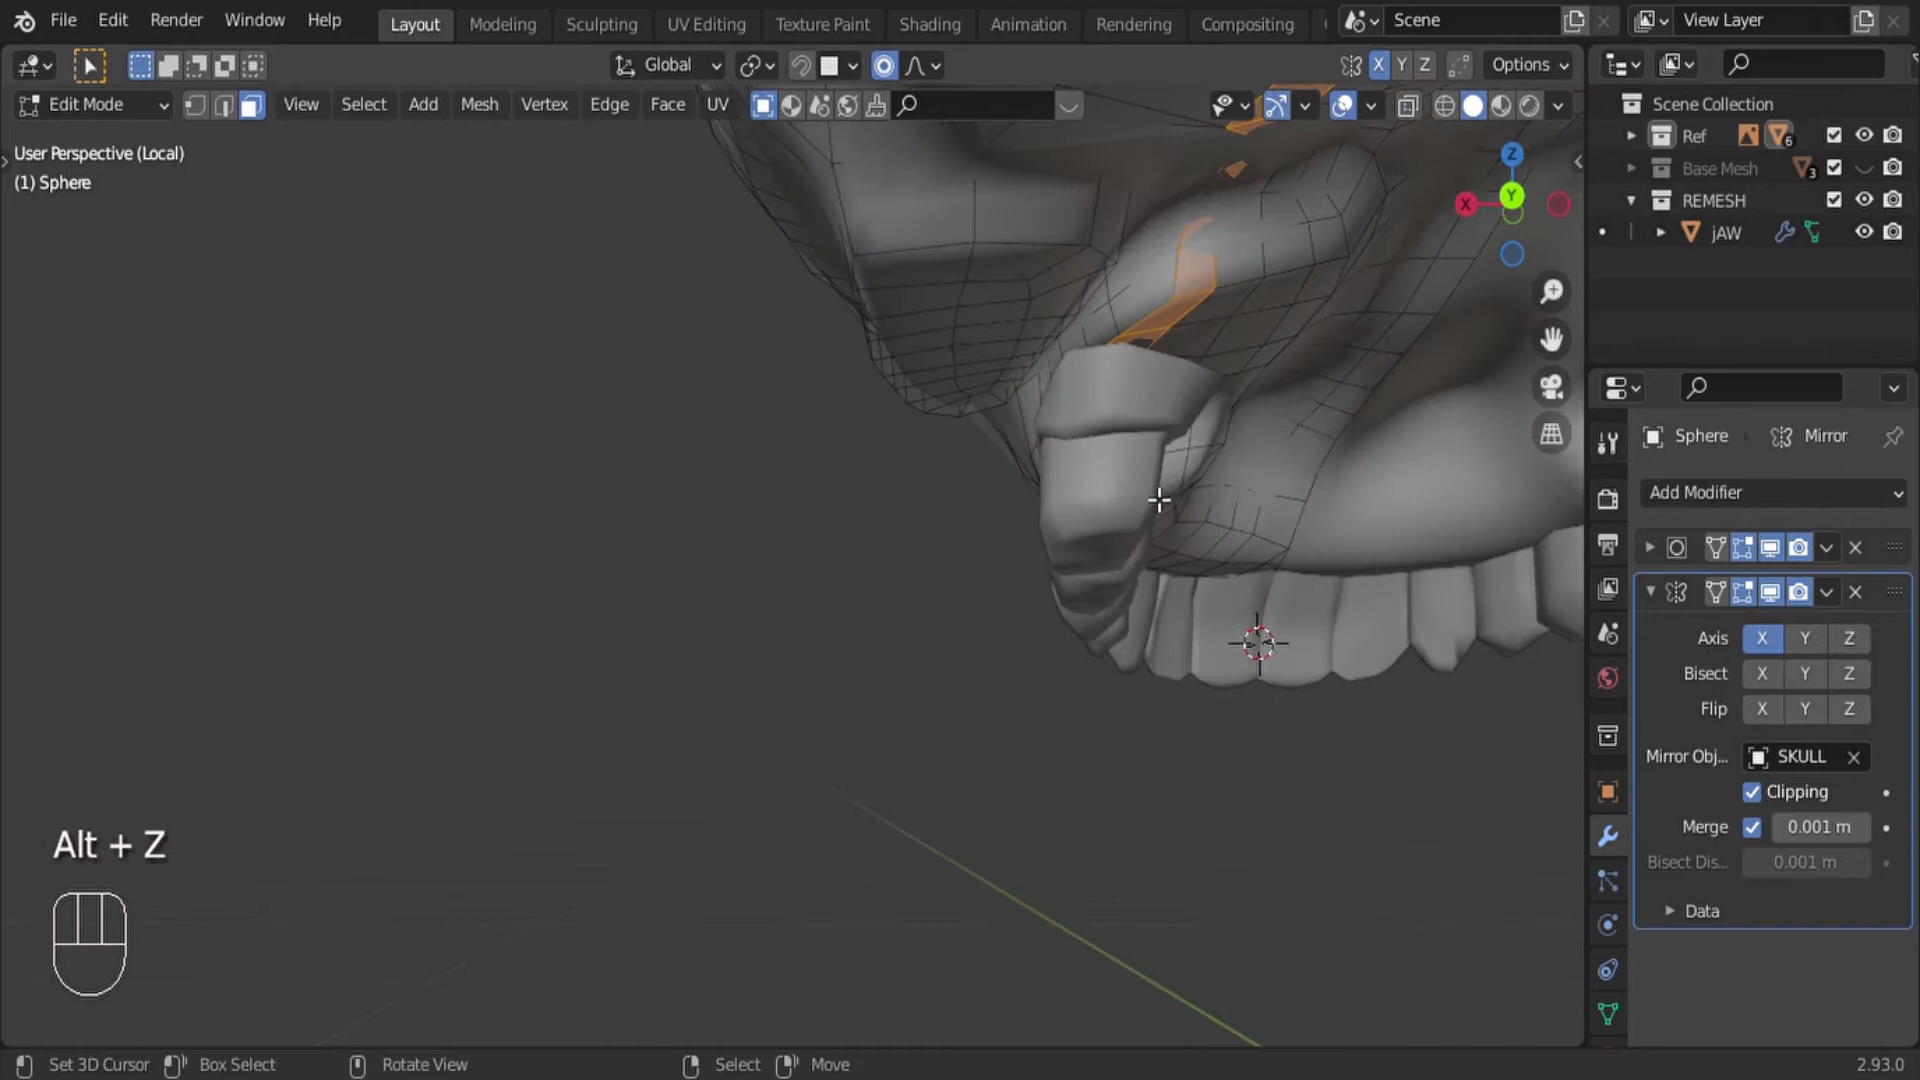 File Edit Render Window Help Layout Modeling Sculpting UV Editing Texture Paint Shading Animation Rendering Compositing Scene View Layer
Global X Y Z Options
Edit Mode View Select Add Mesh Vertex Edge Face UV
User Perspective (Local)
(1) Sphere
Z
Y
X
Scene Collection
Ref 6
Base Mesh 3
REMESH
jAW
Sphere Mirror
Add Modifier
Axis X Y Z
Bisect X Y Z
Flip X Y Z
Mirror Obj... SKULL
Clipping
Merge 0.001 m
Bisect Dis... 0.001 m
Data
Alt + Z
Set 3D Cursor Box Select Rotate View Select Move 2.93.0